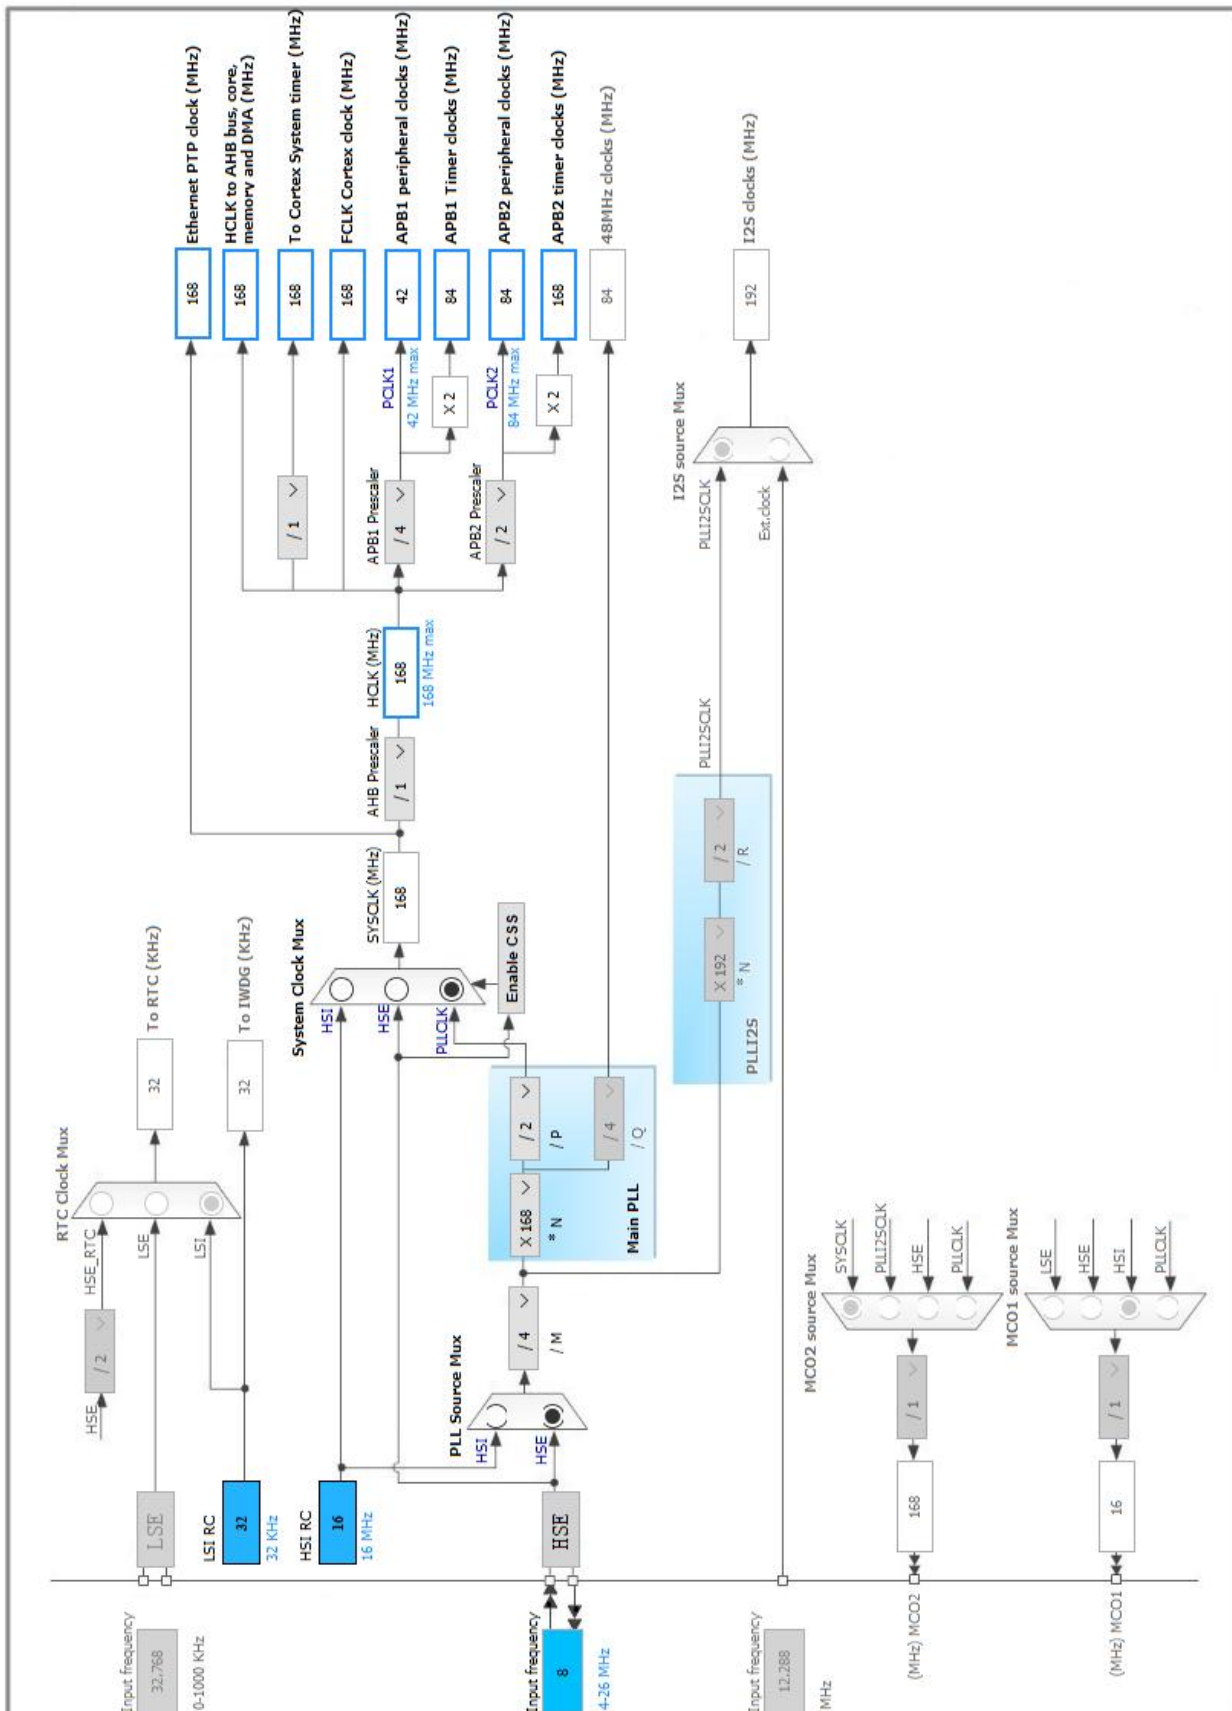 RTC Clock Mux
HSE
/ 2
HSE_RTC
Input frequency
32.768
0-1000 KHz
LSE
LSE
32
To RTC (KHz)
LSI
LSI RC
32
32 KHz
32
To IWDG (KHz)
HSI RC
16
16 MHz
System Clock Mux
HSI
HSE
PLLCLK
Enable CSS
SYSCLK (MHz)
168
AHB Prescaler
/ 1
HCLK (MHz)
168
168 MHz max
168
Ethernet PTP clock (MHz)
168
HCLK to AHB bus, core,
memory and DMA (MHz)
/ 1
168
To Cortex System timer (MHz)
168
FCLK Cortex clock (MHz)
APB1 Prescaler
/ 4
PCLK1
42 MHz max
42
APB1 peripheral clocks (MHz)
X 2
84
APB1 Timer clocks (MHz)
APB2 Prescaler
/ 2
PCLK2
84 MHz max
84
APB2 peripheral clocks (MHz)
X 2
168
APB2 timer clocks (MHz)
84
48MHz clocks (MHz)
PLL Source Mux
HSI
HSE
Input frequency
8
4-26 MHz
HSE
/ 4
/ M
X 168
* N
/ 2
/ P
/ 4
/ Q
Main PLL
X 192
* N
/ 2
/ R
PLLI2S
PLLI2SCLK
I2S source Mux
PLLI2SCLK
Ext.clock
192
I2S clocks (MHz)
Input frequency
12.288
MHz
MCO2 source Mux
SYSCLK
PLLI2SCLK
HSE
PLLCLK
(MHz) MCO2
168
/ 1
MCO1 source Mux
LSE
HSE
HSI
PLLCLK
(MHz) MCO1
16
/ 1